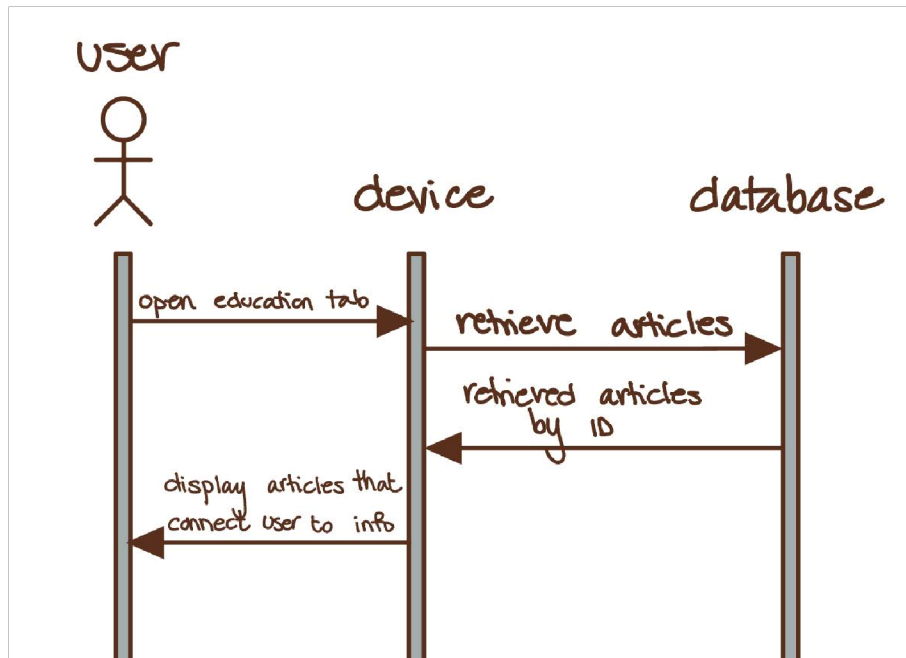 user
device
database
open education tab
retrieve articles
retrieved articles
by ID
display articles that
connect user to info